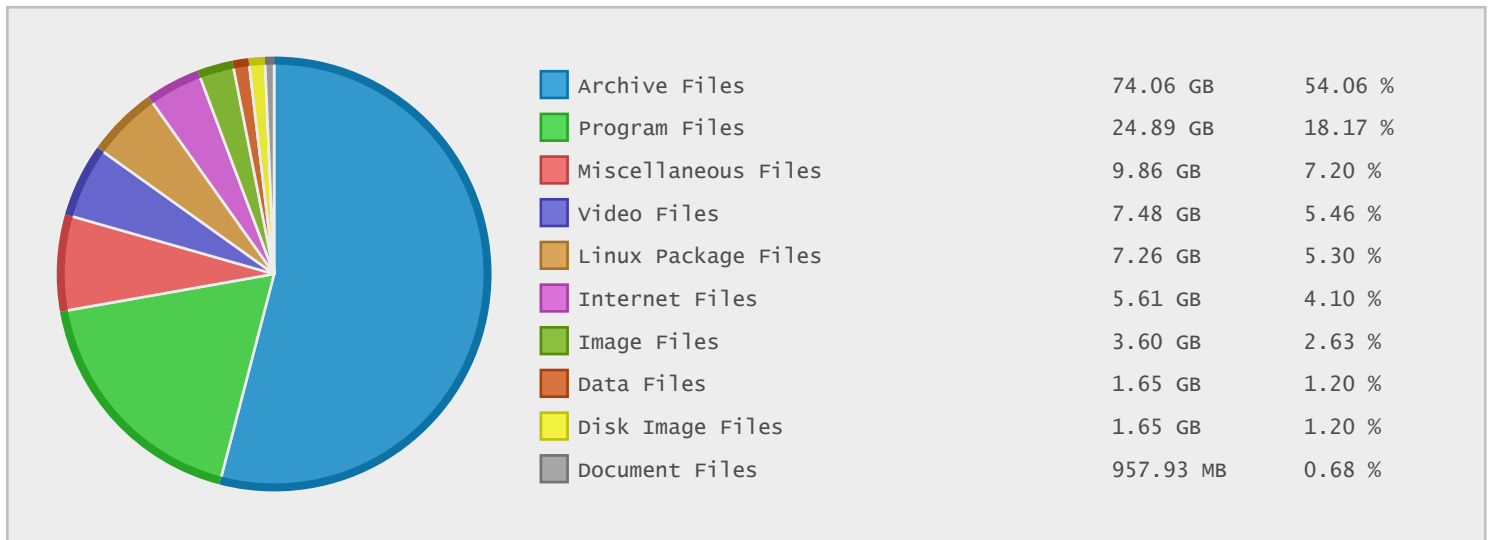 Archive Files 74.06 GB 54.06 %
Program Files 24.89 GB 18.17 %
Miscellaneous Files 9.86 GB 7.20 %
Video Files 7.48 GB 5.46 %
Linux Package Files 7.26 GB 5.30 %
Internet Files 5.61 GB 4.10 %
Image Files 3.60 GB 2.63 %
Data Files 1.65 GB 1.20 %
Disk Image Files 1.65 GB 1.20 %
Document Files 957.93 MB 0.68 %